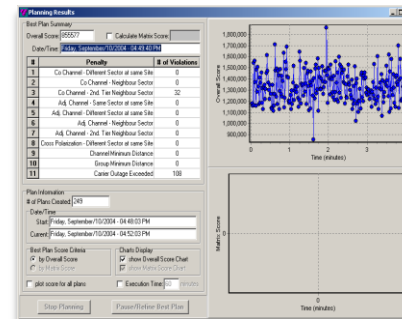 Planning Results
Best Plan Summary
Overall Score: 855577
Calculate Matrix Score:
Date/Time: Friday, September/10/2004 - 04:49:40 PM
# Penalty # of Violations
1 Co Channel - Different Sector at same Site 0
2 Co Channel - Neighbour Sector 0
3 Co Channel - 2nd. Tier Neighbour Sector 32
4 Adj. Channel - Same Sector at same Site 0
5 Adj. Channel - Different Sector at same Site 0
6 Adj. Channel - Neighbour Sector 0
7 Adj. Channel - 2nd. Tier Neighbour Sector 0
8 Cross Polarization - Different Sector at same Site 0
9 Channel Minimum Distance 0
10 Group Minimum Distance 0
11 Carrier Outage Exceeded 108
Plan Information
# of Plans Created: 249
Date/Time
Start: Friday, September/10/2004 - 04:48:03 PM
Current: Friday, September/10/2004 - 04:52:03 PM
Best Plan Score Criteria
by Overall Score
by Matrix Score
Charts Display
show Overall Score Chart
show Matrix Score Chart
plot score for all plans
Execution Time: 60 minutes
Stop Planning
Pause/Refine Best Plan
Overall Score
1,800,000
1,700,000
1,600,000
1,500,000
1,400,000
1,300,000
1,200,000
1,100,000
1,000,000
900,000
0 1 2 3
Time (minutes)
Matrix Score
0
0
Time (minutes)